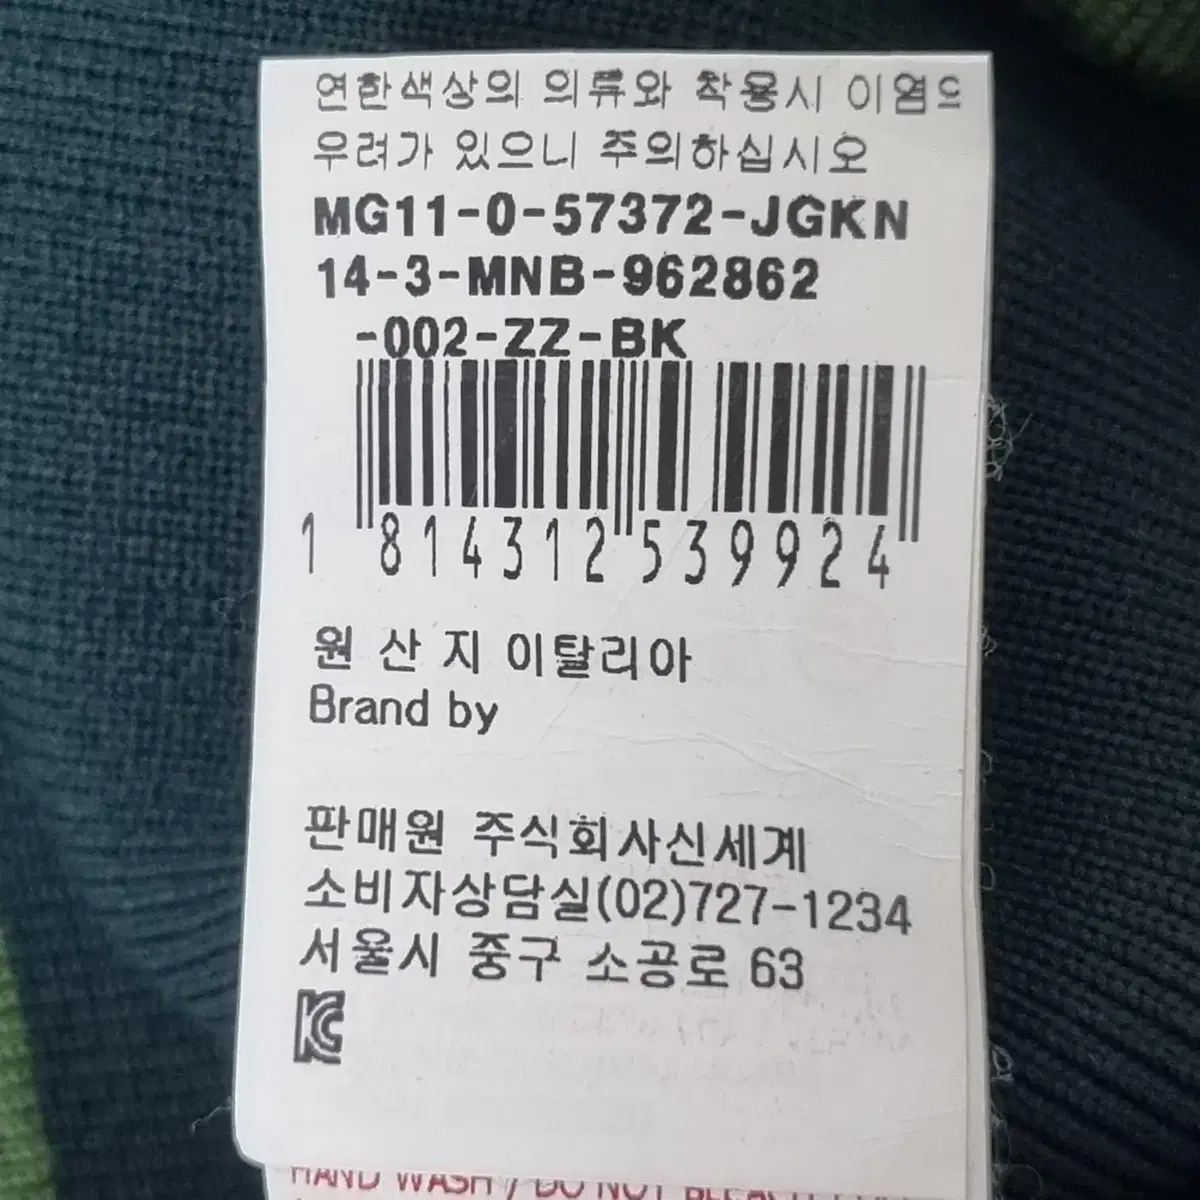 연한색상의 의류와 착용시 이염의
우려가 있으니 주의하십시오
MG11-0-57372-JGKN
14-3-MNB-962862
-002-ZZ-BK
1 814312 539924
원 산 지 이탈리아
Brand by
판매원 주식회사신세계
소비자상담실(02)727-1234
서울시 중구 소공로 63
KC
HAND WASH / DO NOT BLEACH